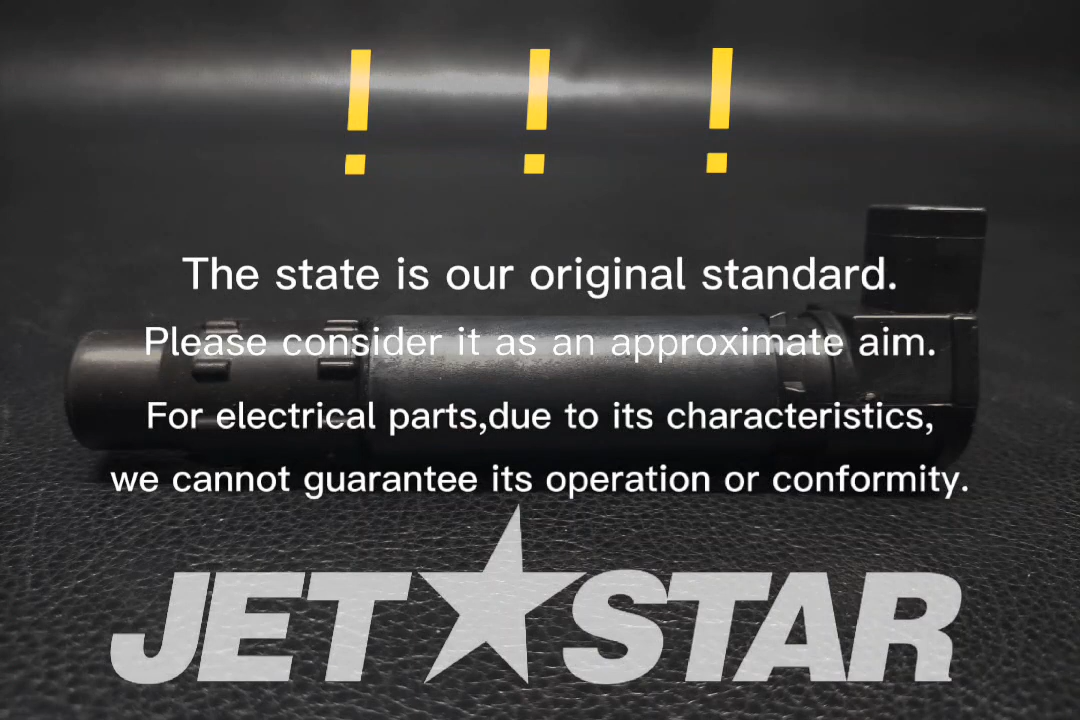 ! ! !
The state is our original standard.
Please consider it as an approximate aim.
For electrical parts,due to its characteristics,
we cannot guarantee its operation or conformity.
JET★STAR